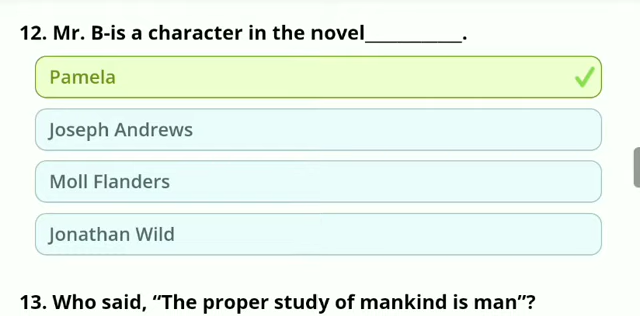 12. Mr. B-is a character in the novel___________.
Pamela
Joseph Andrews
Moll Flanders
Jonathan Wild
13. Who said, “The proper study of mankind is man”?